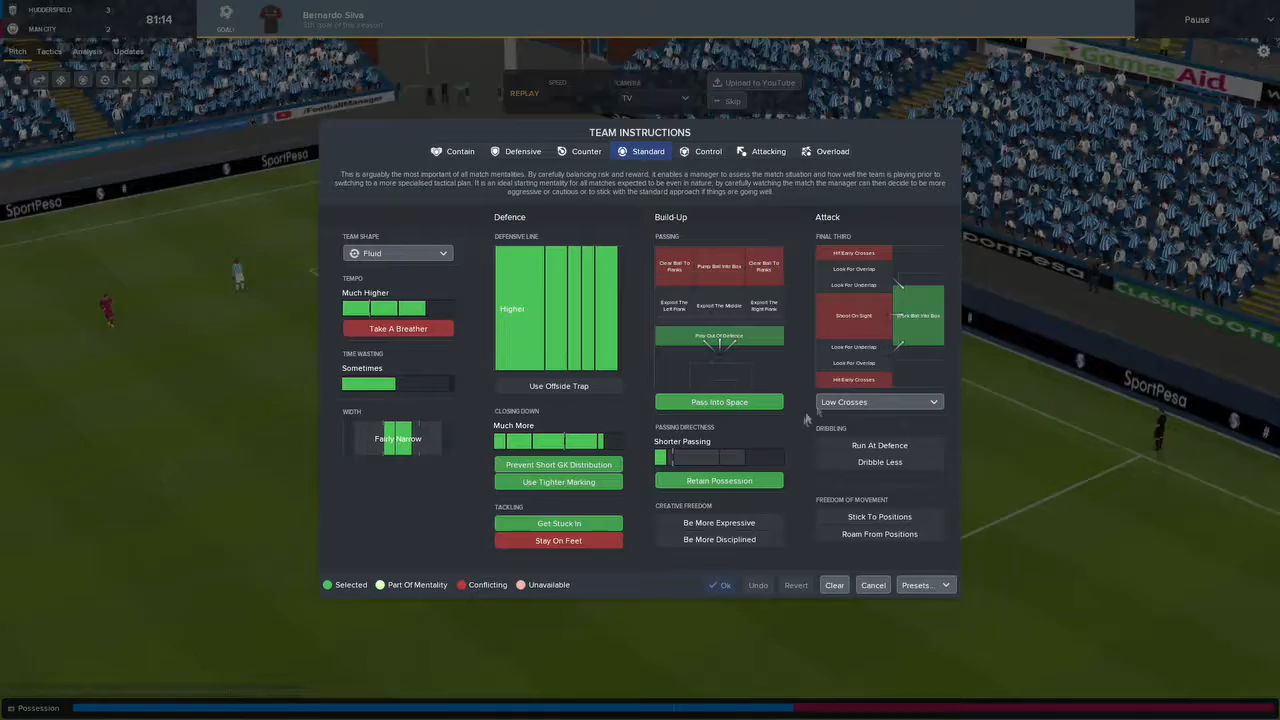 HUDDERSFIELD 3
MAN CITY 2
81:14
GOAL!
Bernardo Silva
5th goal of the season
Pause
Pitch Tactics Analysis Updates
REPLAY
SPEED
CAMERA
TV
Upload to YouTube
Skip
/FootballManager
GameAid
SportPesa
SportPesa
SportPesa
SportPesa
TEAM INSTRUCTIONS
Contain Defensive Counter Standard Control Attacking Overload
This is arguably the most important of all match mentalities. By carefully balancing risk and reward, it enables a manager to assess the match situation and how well the team is playing prior to
switching to a more specialised tactical plan. It is an ideal starting mentality for all matches expected to be even in nature; by carefully watching the match the manager can then decide to be more
aggressive or cautious or to stick with the standard approach if things are going well.
TEAM SHAPE
Fluid
TEMPO
Much Higher
Take A Breather
TIME WASTING
Sometimes
WIDTH
Fairly Narrow
Defence
DEFENSIVE LINE
Higher
Use Offside Trap
CLOSING DOWN
Much More
Prevent Short GK Distribution
Use Tighter Marking
TACKLING
Get Stuck In
Stay On Feet
Build-Up
PASSING
Clear Ball To Flanks
Pump Ball Into Box
Clear Ball To Flanks
Exploit The Left Flank
Exploit The Middle
Exploit The Right Flank
Play Out Of Defence
Pass Into Space
PASSING DIRECTNESS
Shorter Passing
Retain Possession
CREATIVE FREEDOM
Be More Expressive
Be More Disciplined
Attack
FINAL THIRD
Hit Early Crosses
Look For Overlap
Look For Underlap
Shoot On Sight
Work Ball Into Box
Look For Underlap
Look For Overlap
Hit Early Crosses
Low Crosses
DRIBBLING
Run At Defence
Dribble Less
FREEDOM OF MOVEMENT
Stick To Positions
Roam From Positions
Selected Part Of Mentality Conflicting Unavailable
Ok Undo Revert Clear Cancel Presets...
Possession